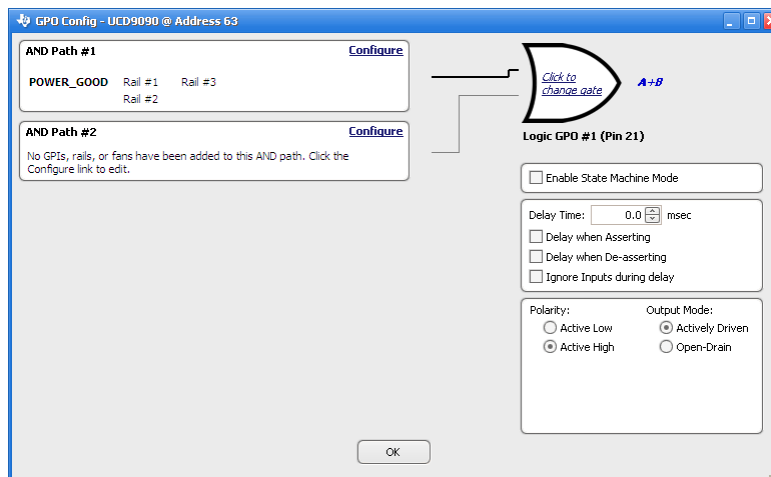 GPO Config - UCD9090 @ Address 63
AND Path #1 Configure
POWER_GOOD Rail #1 Rail #3
Rail #2
AND Path #2 Configure
No GPIs, rails, or fans have been added to this AND path. Click the
Configure link to edit.
Click to
change gate
A+B
Logic GPO #1 (Pin 21)
Enable State Machine Mode
Delay Time: 0.0 msec
Delay when Asserting
Delay when De-asserting
Ignore Inputs during delay
Polarity: Output Mode:
Active Low Actively Driven
Active High Open-Drain
OK